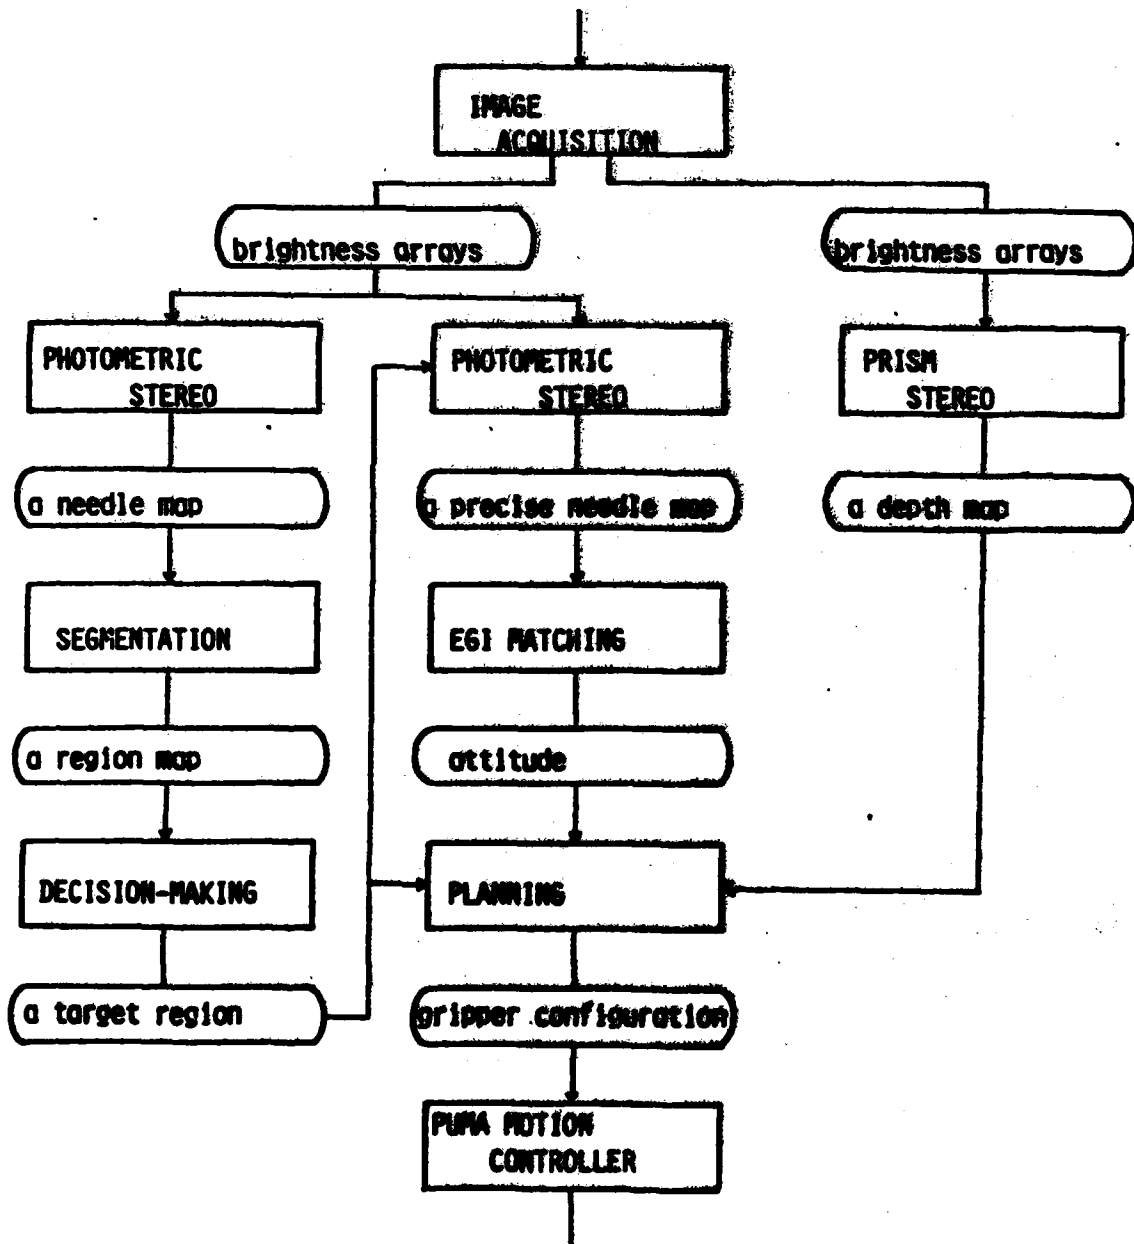 IMAGE
ACQUISITION
brightness arrays
brightness arrays
PHOTOMETRIC
STEREO
PHOTOMETRIC
STEREO
PRISM
STEREO
a needle map
a precise needle map
a depth map
SEGMENTATION
EGI MATCHING
a region map
attitude
DECISION-MAKING
PLANNING
a target region
gripper configuration
PUMA MOTION
CONTROLLER